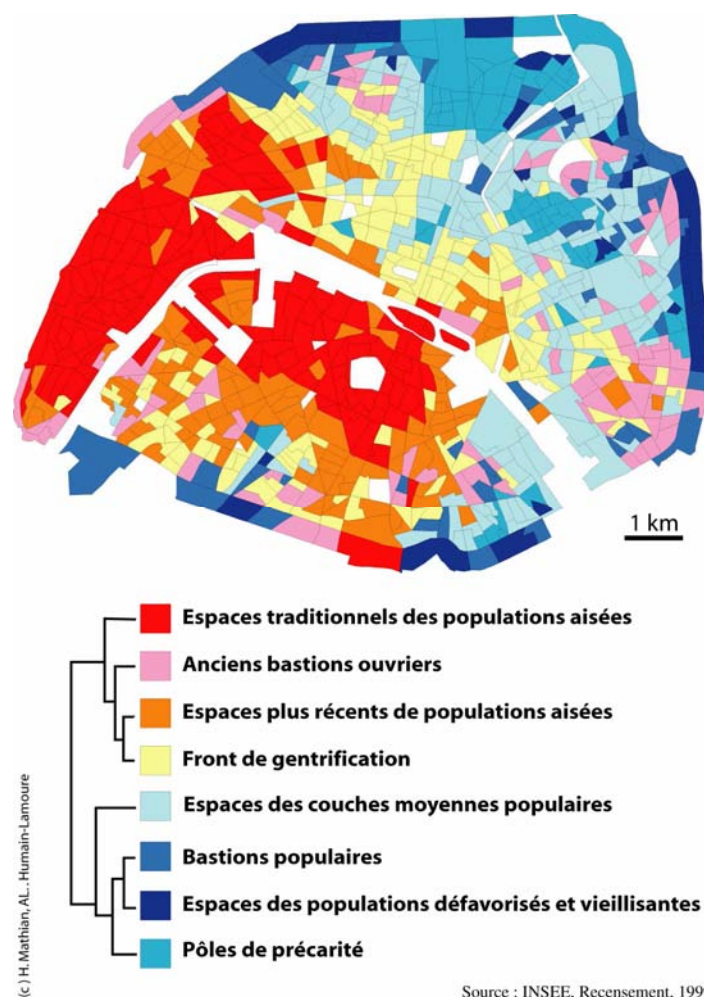 1 km
Espaces traditionnels des populations aisées
Anciens bastions ouvriers
Espaces plus récents de populations aisées
Front de gentrification
Espaces des couches moyennes populaires
Bastions populaires
Espaces des populations défavorisés et vieillisantes
Pôles de précarité
(c) H. Mathian, AL. Humain-Lamoure
Source : INSEE, Recensement, 199